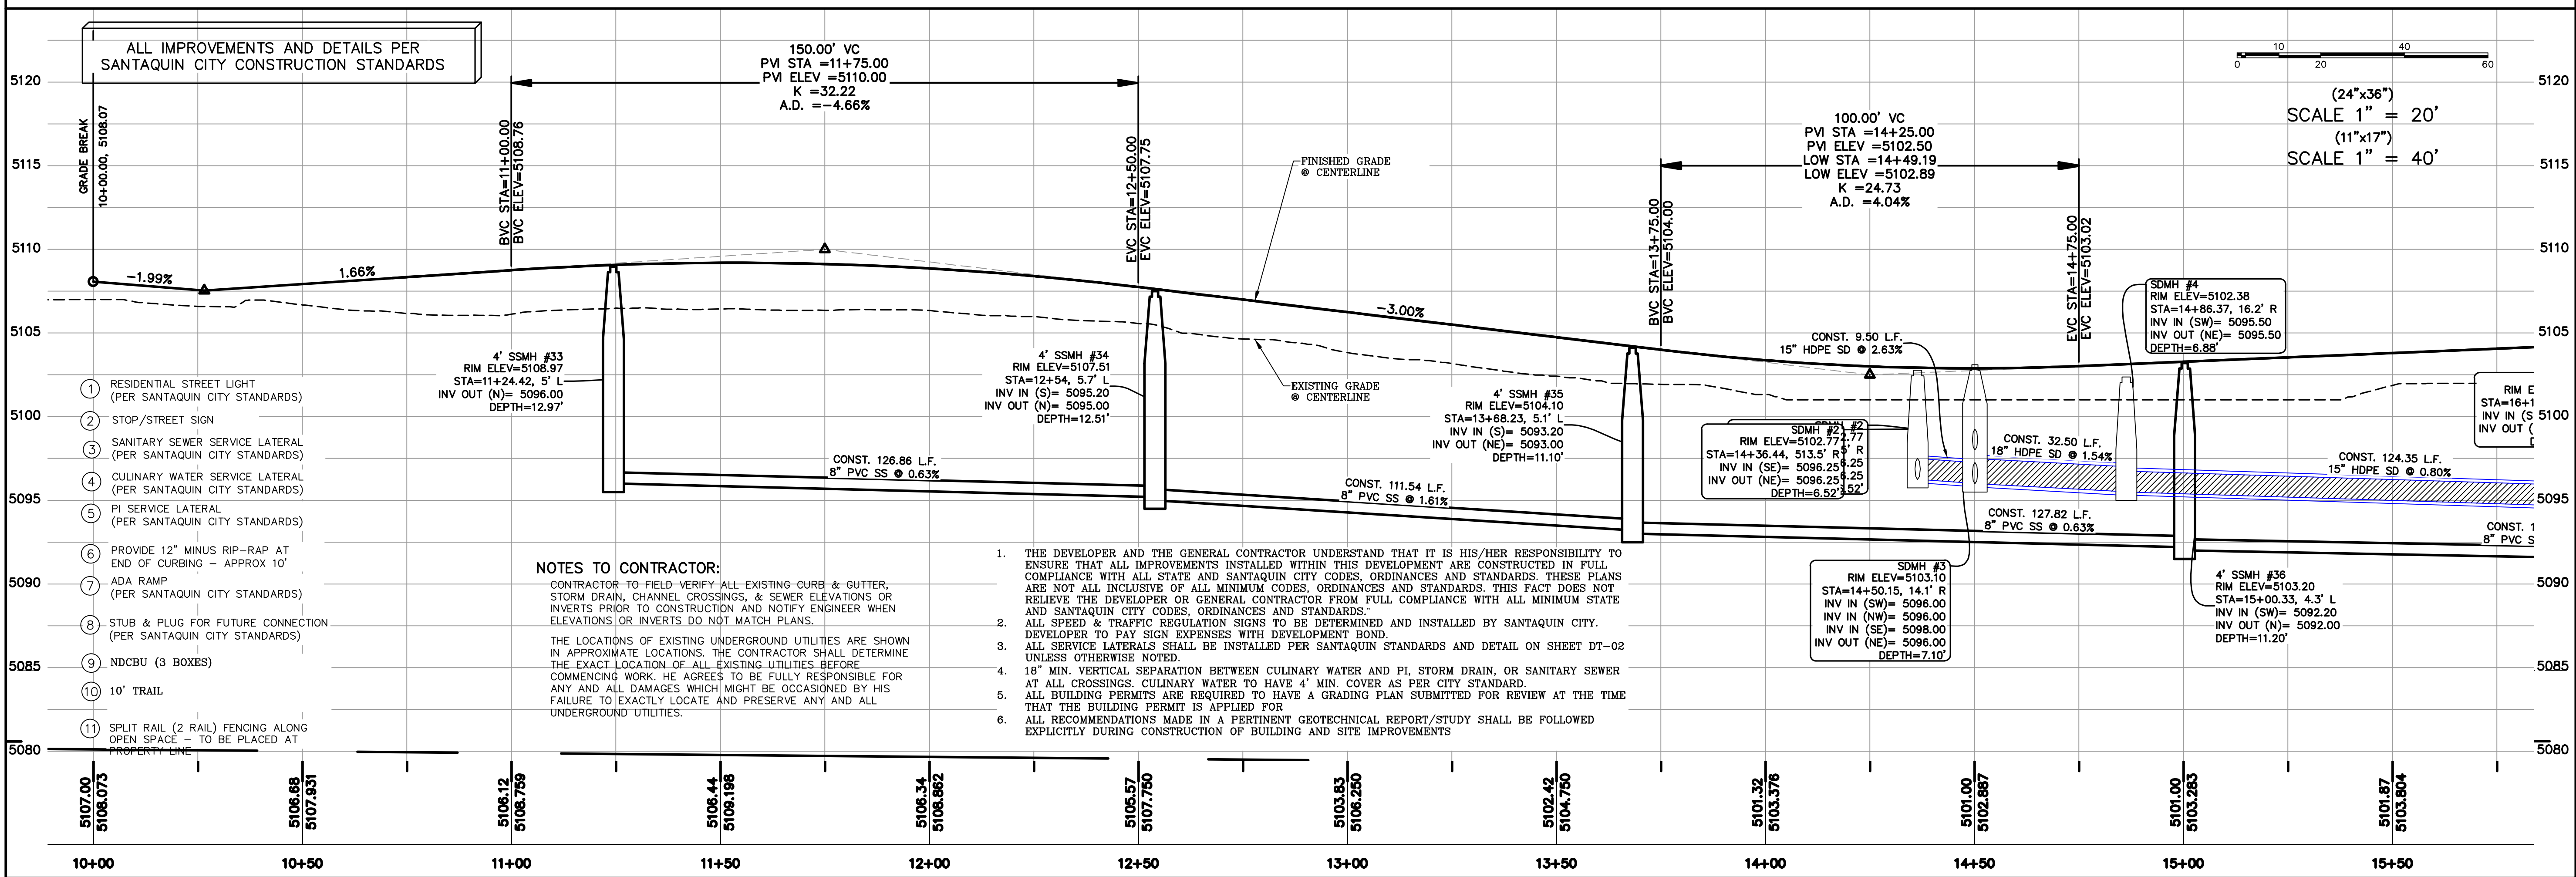 ALL IMPROVEMENTS AND DETAILS PER
SANTAQUIN CITY CONSTRUCTION STANDARDS
150.00' VC
PVI STA =11+75.00
PVI ELEV =5110.00
K =32.22
A.D. =-4.66%
100.00' VC
PVI STA =14+25.00
PVI ELEV =5102.50
LOW STA =14+49.19
LOW ELEV =5102.89
K =24.73
A.D. =4.04%
10 40
0 20 60
(24"x36")
SCALE 1" = 20'
(11"x17")
SCALE 1" = 40'
5120
5115
5110
5105
5100
5095
5090
5085
5080
5120
5115
5110
5105
5100
5095
5090
5085
5080
GRADE BREAK
10+00.00, 5108.07
BVC STA=11+00.00
BVC ELEV=5108.76
EVC STA=12+50.00
EVC ELEV=5107.75
BVC STA=13+75.00
BVC ELEV=5104.00
EVC STA=14+75.00
EVC ELEV=5103.02
FINISHED GRADE
@ CENTERLINE
EXISTING GRADE
@ CENTERLINE
-1.99%
1.66%
-3.00%
4' SSMH #33
RIM ELEV=5108.97
STA=11+24.42, 5' L
INV OUT (N)= 5096.00
DEPTH=12.97'
4' SSMH #34
RIM ELEV=5107.51
STA=12+54, 5.7' L
INV IN (S)= 5095.20
INV OUT (N)= 5095.00
DEPTH=12.51'
4' SSMH #35
RIM ELEV=5104.10
STA=13+68.23, 5.1' L
INV IN (S)= 5093.20
INV OUT (NE)= 5093.00
DEPTH=11.10'
CONST. 9.50 L.F.
15" HDPE SD @ 2.63%
SDMH #4
RIM ELEV=5102.38
STA=14+86.37, 16.2' R
INV IN (SW)= 5095.50
INV OUT (NE)= 5095.50
DEPTH=6.88'
SDMH #2
RIM ELEV=5102.77
STA=14+36.44, 513.5' R
INV IN (SE)= 5096.25
INV OUT (NE)= 5096.25
DEPTH=6.52'
#2
2.77
5' R
6.25
6.25
.52'
RIM E
STA=16+1
INV IN (S
INV OUT (
CONST. 126.86 L.F.
8" PVC SS @ 0.63%
CONST. 111.54 L.F.
8" PVC SS @ 1.61%
CONST. 32.50 L.F.
18" HDPE SD @ 1.54%
CONST. 124.35 L.F.
15" HDPE SD @ 0.80%
CONST. 127.82 L.F.
8" PVC SS @ 0.63%
CONST. 1
8" PVC S
SDMH #3
RIM ELEV=5103.10
STA=14+50.15, 14.1' R
INV IN (SW)= 5096.00
INV IN (NW)= 5096.00
INV IN (SE)= 5098.00
INV OUT (NE)= 5096.00
DEPTH=7.10'
4' SSMH #36
RIM ELEV=5103.20
STA=15+00.33, 4.3' L
INV IN (SW)= 5092.20
INV OUT (N)= 5092.00
DEPTH=11.20'
1 RESIDENTIAL STREET LIGHT
(PER SANTAQUIN CITY STANDARDS)
2 STOP/STREET SIGN
3 SANITARY SEWER SERVICE LATERAL
(PER SANTAQUIN CITY STANDARDS)
4 CULINARY WATER SERVICE LATERAL
(PER SANTAQUIN CITY STANDARDS)
5 PI SERVICE LATERAL
(PER SANTAQUIN CITY STANDARDS)
6 PROVIDE 12" MINUS RIP-RAP AT
END OF CURBING - APPROX 10'
7 ADA RAMP
(PER SANTAQUIN CITY STANDARDS)
8 STUB & PLUG FOR FUTURE CONNECTION
(PER SANTAQUIN CITY STANDARDS)
9 NDCBU (3 BOXES)
10 10' TRAIL
11 SPLIT RAIL (2 RAIL) FENCING ALONG
OPEN SPACE - TO BE PLACED AT
PROPERTY LINE
NOTES TO CONTRACTOR:
CONTRACTOR TO FIELD VERIFY ALL EXISTING CURB & GUTTER,
STORM DRAIN, CHANNEL CROSSINGS, & SEWER ELEVATIONS OR
INVERTS PRIOR TO CONSTRUCTION AND NOTIFY ENGINEER WHEN
ELEVATIONS OR INVERTS DO NOT MATCH PLANS.
THE LOCATIONS OF EXISTING UNDERGROUND UTILITIES ARE SHOWN
IN APPROXIMATE LOCATIONS. THE CONTRACTOR SHALL DETERMINE
THE EXACT LOCATION OF ALL EXISTING UTILITIES BEFORE
COMMENCING WORK. HE AGREES TO BE FULLY RESPONSIBLE FOR
ANY AND ALL DAMAGES WHICH MIGHT BE OCCASIONED BY HIS
FAILURE TO EXACTLY LOCATE AND PRESERVE ANY AND ALL
UNDERGROUND UTILITIES.
1. THE DEVELOPER AND THE GENERAL CONTRACTOR UNDERSTAND THAT IT IS HIS/HER RESPONSIBILITY TO
ENSURE THAT ALL IMPROVEMENTS INSTALLED WITHIN THIS DEVELOPMENT ARE CONSTRUCTED IN FULL
COMPLIANCE WITH ALL STATE AND SANTAQUIN CITY CODES, ORDINANCES AND STANDARDS. THESE PLANS
ARE NOT ALL INCLUSIVE OF ALL MINIMUM CODES, ORDINANCES AND STANDARDS. THIS FACT DOES NOT
RELIEVE THE DEVELOPER OR GENERAL CONTRACTOR FROM FULL COMPLIANCE WITH ALL MINIMUM STATE
AND SANTAQUIN CITY CODES, ORDINANCES AND STANDARDS."
2. ALL SPEED & TRAFFIC REGULATION SIGNS TO BE DETERMINED AND INSTALLED BY SANTAQUIN CITY.
DEVELOPER TO PAY SIGN EXPENSES WITH DEVELOPMENT BOND.
3. ALL SERVICE LATERALS SHALL BE INSTALLED PER SANTAQUIN STANDARDS AND DETAIL ON SHEET DT-02
UNLESS OTHERWISE NOTED.
4. 18" MIN. VERTICAL SEPARATION BETWEEN CULINARY WATER AND PI, STORM DRAIN, OR SANITARY SEWER
AT ALL CROSSINGS. CULINARY WATER TO HAVE 4' MIN. COVER AS PER CITY STANDARD.
5. ALL BUILDING PERMITS ARE REQUIRED TO HAVE A GRADING PLAN SUBMITTED FOR REVIEW AT THE TIME
THAT THE BUILDING PERMIT IS APPLIED FOR
6. ALL RECOMMENDATIONS MADE IN A PERTINENT GEOTECHNICAL REPORT/STUDY SHALL BE FOLLOWED
EXPLICITLY DURING CONSTRUCTION OF BUILDING AND SITE IMPROVEMENTS
5107.00
5108.073
5106.68
5107.931
5106.12
5108.759
5106.44
5109.198
5106.34
5108.862
5105.57
5107.750
5103.83
5106.250
5102.42
5104.750
5101.32
5103.376
5101.00
5102.887
5101.00
5103.283
5101.87
5103.804
10+00 10+50 11+00 11+50 12+00 12+50 13+00 13+50 14+00 14+50 15+00 15+50